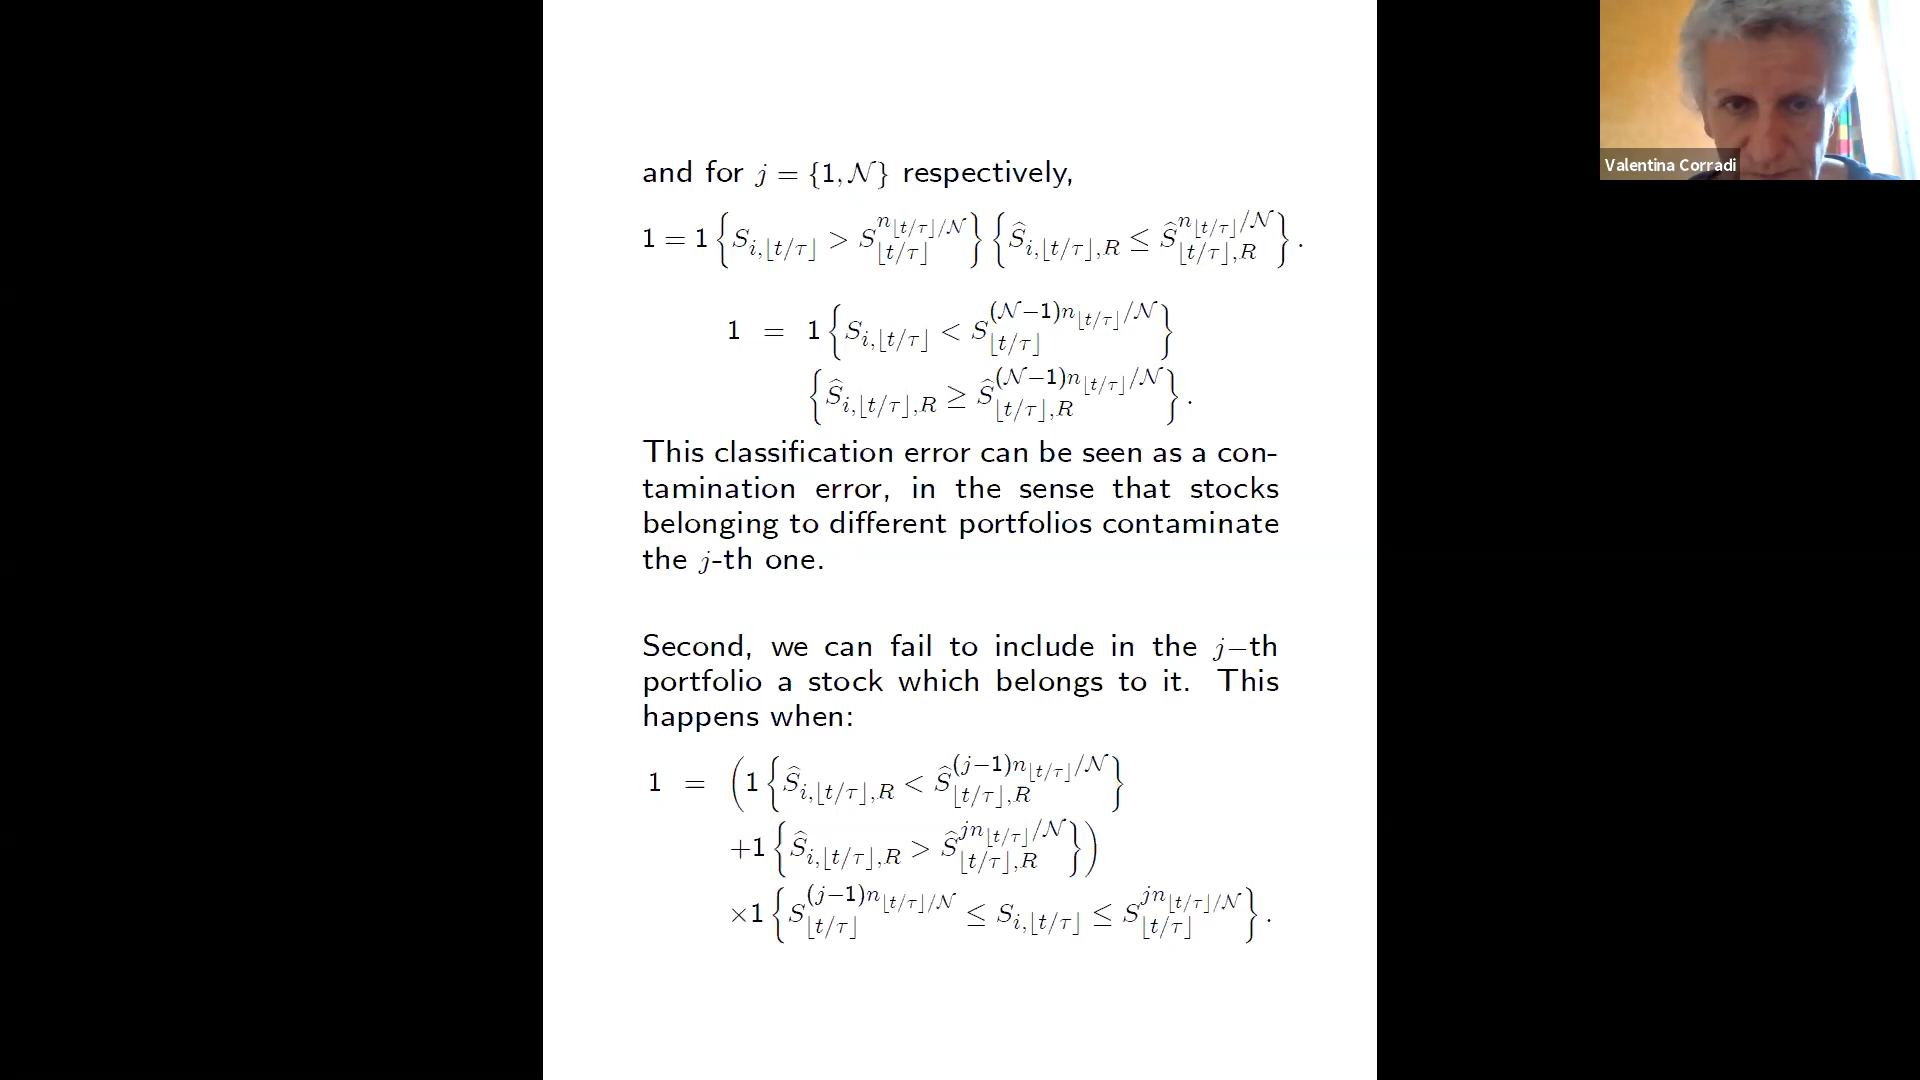 and for j = {1, 𝒩} respectively,
1 = 1 { S_{i,⌊t/τ⌋} > S_{⌊t/τ⌋}^{n_{⌊t/τ⌋}/𝒩} } { Ŝ_{i,⌊t/τ⌋,R} ≤ Ŝ_{⌊t/τ⌋,R}^{n_{⌊t/τ⌋}/𝒩} } .
1 = 1 { S_{i,⌊t/τ⌋} < S_{⌊t/τ⌋}^{(𝒩−1)n_{⌊t/τ⌋}/𝒩} }
{ Ŝ_{i,⌊t/τ⌋,R} ≥ Ŝ_{⌊t/τ⌋,R}^{(𝒩−1)n_{⌊t/τ⌋}/𝒩} } .
This classification error can be seen as a con-
tamination error, in the sense that stocks
belonging to different portfolios contaminate
the j-th one.
Second, we can fail to include in the j−th
portfolio a stock which belongs to it. This
happens when:
1 = ( 1 { Ŝ_{i,⌊t/τ⌋,R} < Ŝ_{⌊t/τ⌋,R}^{(j−1)n_{⌊t/τ⌋}/𝒩} }
+1 { Ŝ_{i,⌊t/τ⌋,R} > Ŝ_{⌊t/τ⌋,R}^{jn_{⌊t/τ⌋}/𝒩} } )
×1 { S_{⌊t/τ⌋}^{(j−1)n_{⌊t/τ⌋}/𝒩} ≤ S_{i,⌊t/τ⌋} ≤ S_{⌊t/τ⌋}^{jn_{⌊t/τ⌋}/𝒩} } .
Valentina Corradi